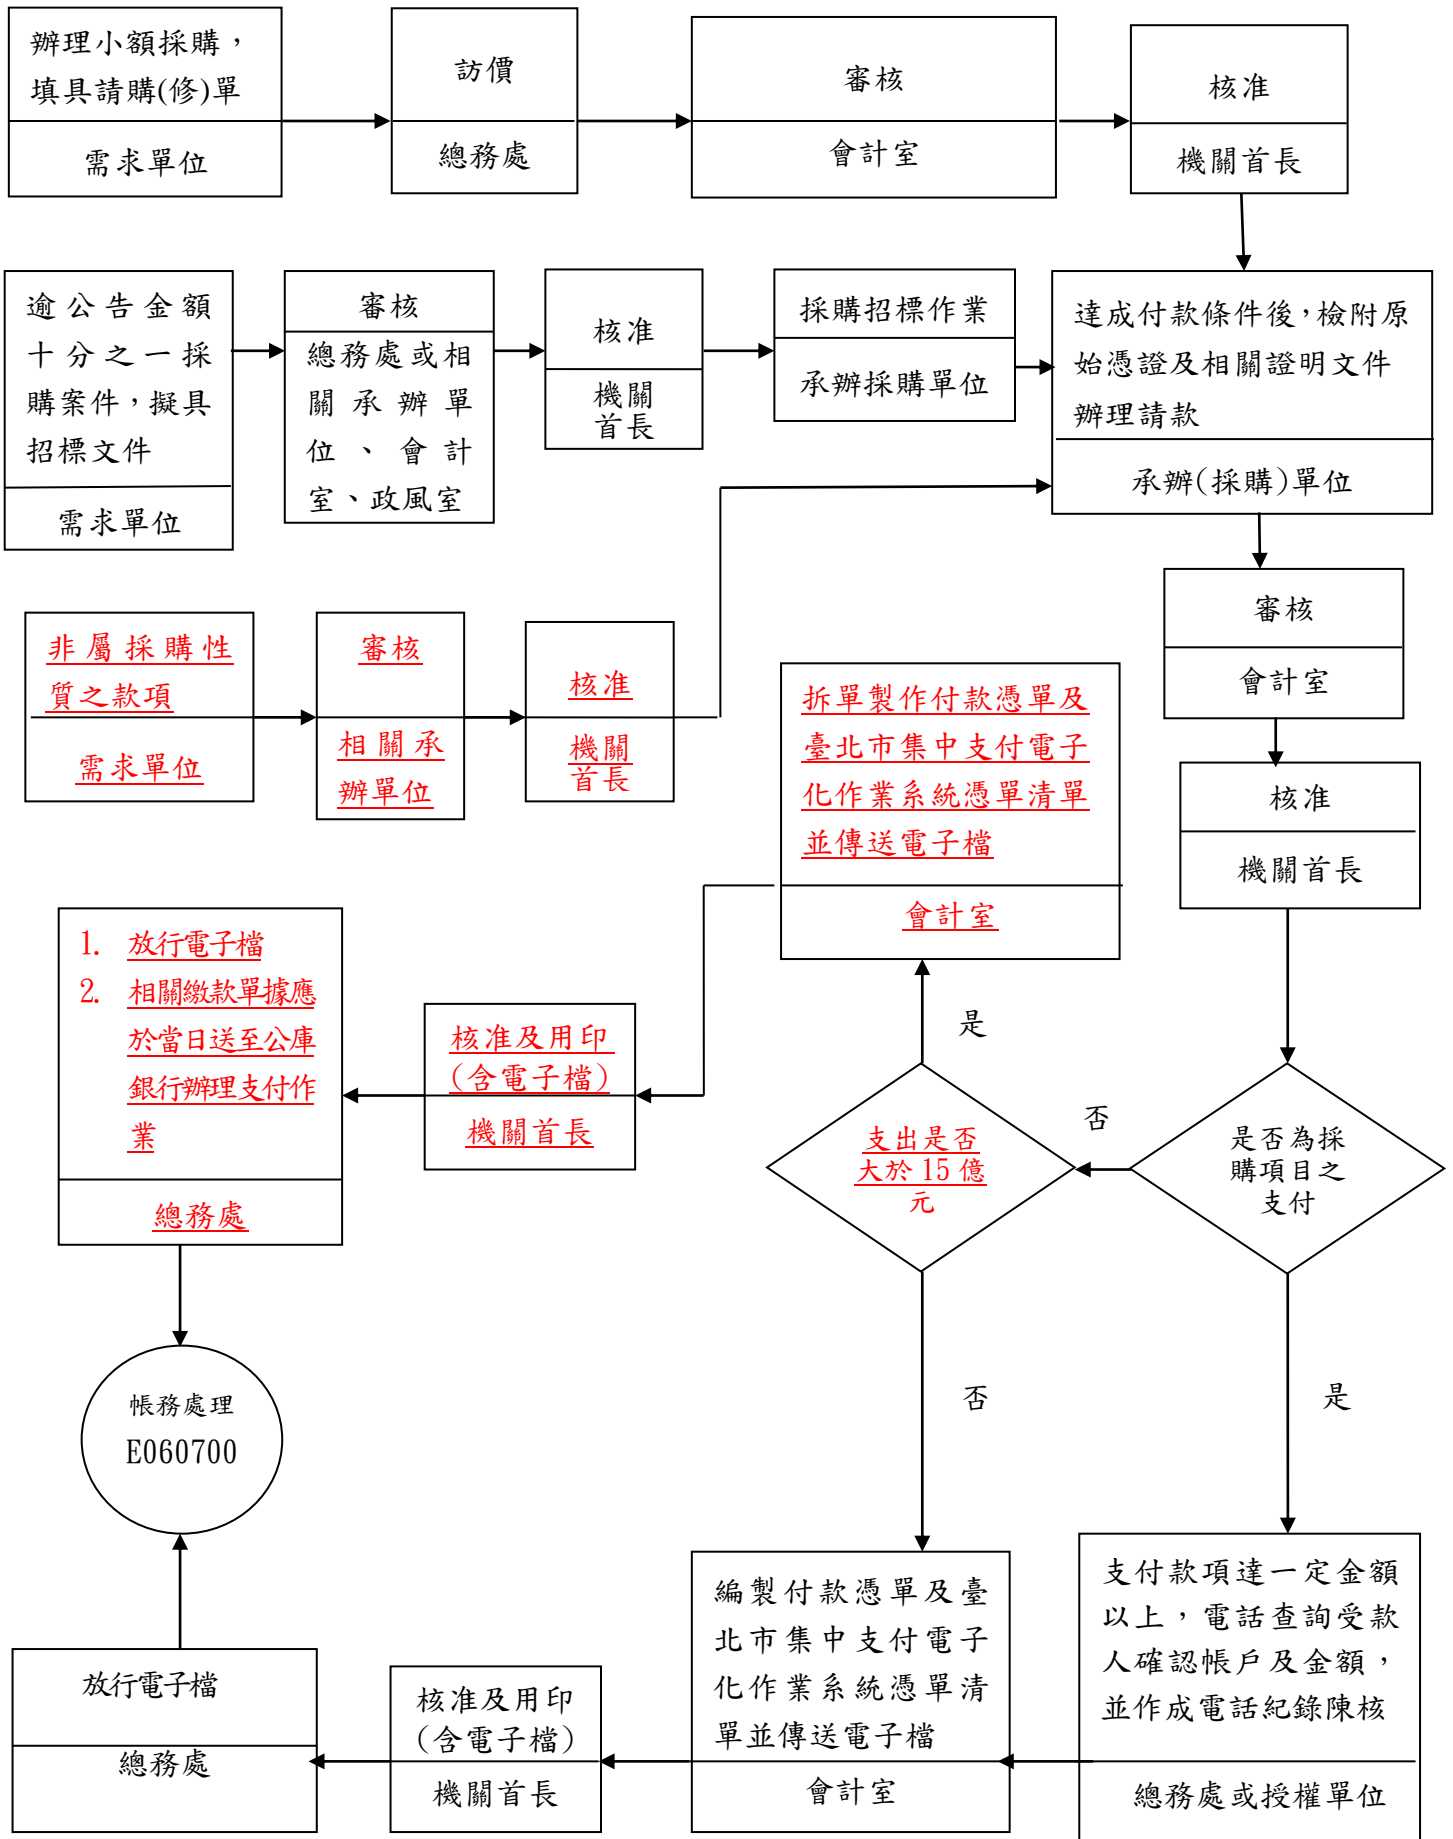 辦理小額採購，
填具請購(修)單
需求單位
訪價
總務處
審核
會計室
核准
機關首長
逾公告金額
十分之一採
購案件，擬具
招標文件
需求單位
審核
總務處或相
關承辦單
位、會計
室、政風室
核准
機關
首長
採購招標作業
承辦採購單位
達成付款條件後，檢附原
始憑證及相關證明文件
辦理請款
承辦(採購)單位
非屬採購性
質之款項
需求單位
審核
相關承
辦單位
核准
機關
首長
審核
會計室
核准
機關首長
拆單製作付款憑單及
臺北市集中支付電子
化作業系統憑單清單
並傳送電子檔
會計室
1. 放行電子檔
2. 相關繳款單據應
於當日送至公庫
銀行辦理支付作
業
總務處
核准及用印
(含電子檔)
機關首長
是
支出是否
大於 15 億
元
否
是否為採
購項目之
支付
帳務處理
E060700
否
是
放行電子檔
總務處
核准及用印
(含電子檔)
機關首長
編製付款憑單及臺
北市集中支付電子
化作業系統憑單清
單並傳送電子檔
會計室
支付款項達一定金額
以上，電話查詢受款
人確認帳戶及金額，
並作成電話紀錄陳核
總務處或授權單位